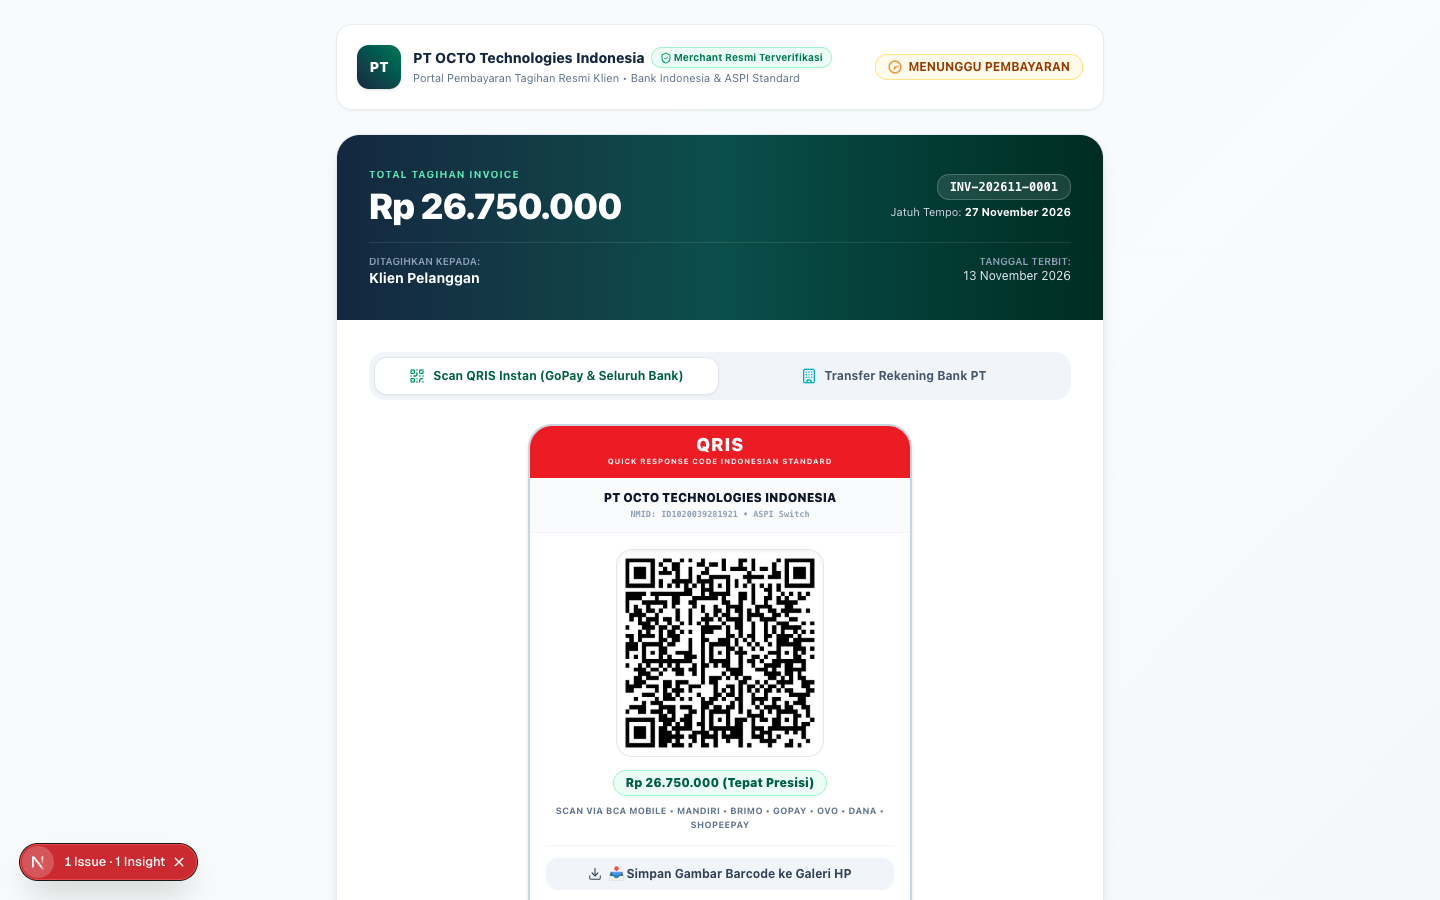 PT
PT OCTO Technologies Indonesia
Merchant Resmi Terverifikasi
Portal Pembayaran Tagihan Resmi Klien • Bank Indonesia & ASPI Standard
MENUNGGU PEMBAYARAN
TOTAL TAGIHAN INVOICE
Rp 26.750.000
INV-202611-0001
Jatuh Tempo: 27 November 2026
DITAGIHKAN KEPADA:
Klien Pelanggan
TANGGAL TERBIT:
13 November 2026
Scan QRIS Instan (GoPay & Seluruh Bank)
Transfer Rekening Bank PT
QRIS
QUICK RESPONSE CODE INDONESIAN STANDARD
PT OCTO TECHNOLOGIES INDONESIA
NMID: ID1020039281921 • ASPI Switch
Rp 26.750.000 (Tepat Presisi)
SCAN VIA BCA MOBILE • MANDIRI • BRIMO • GOPAY • OVO • DANA •
SHOPEEPAY
Simpan Gambar Barcode ke Galeri HP
N
1 Issue · 1 Insight